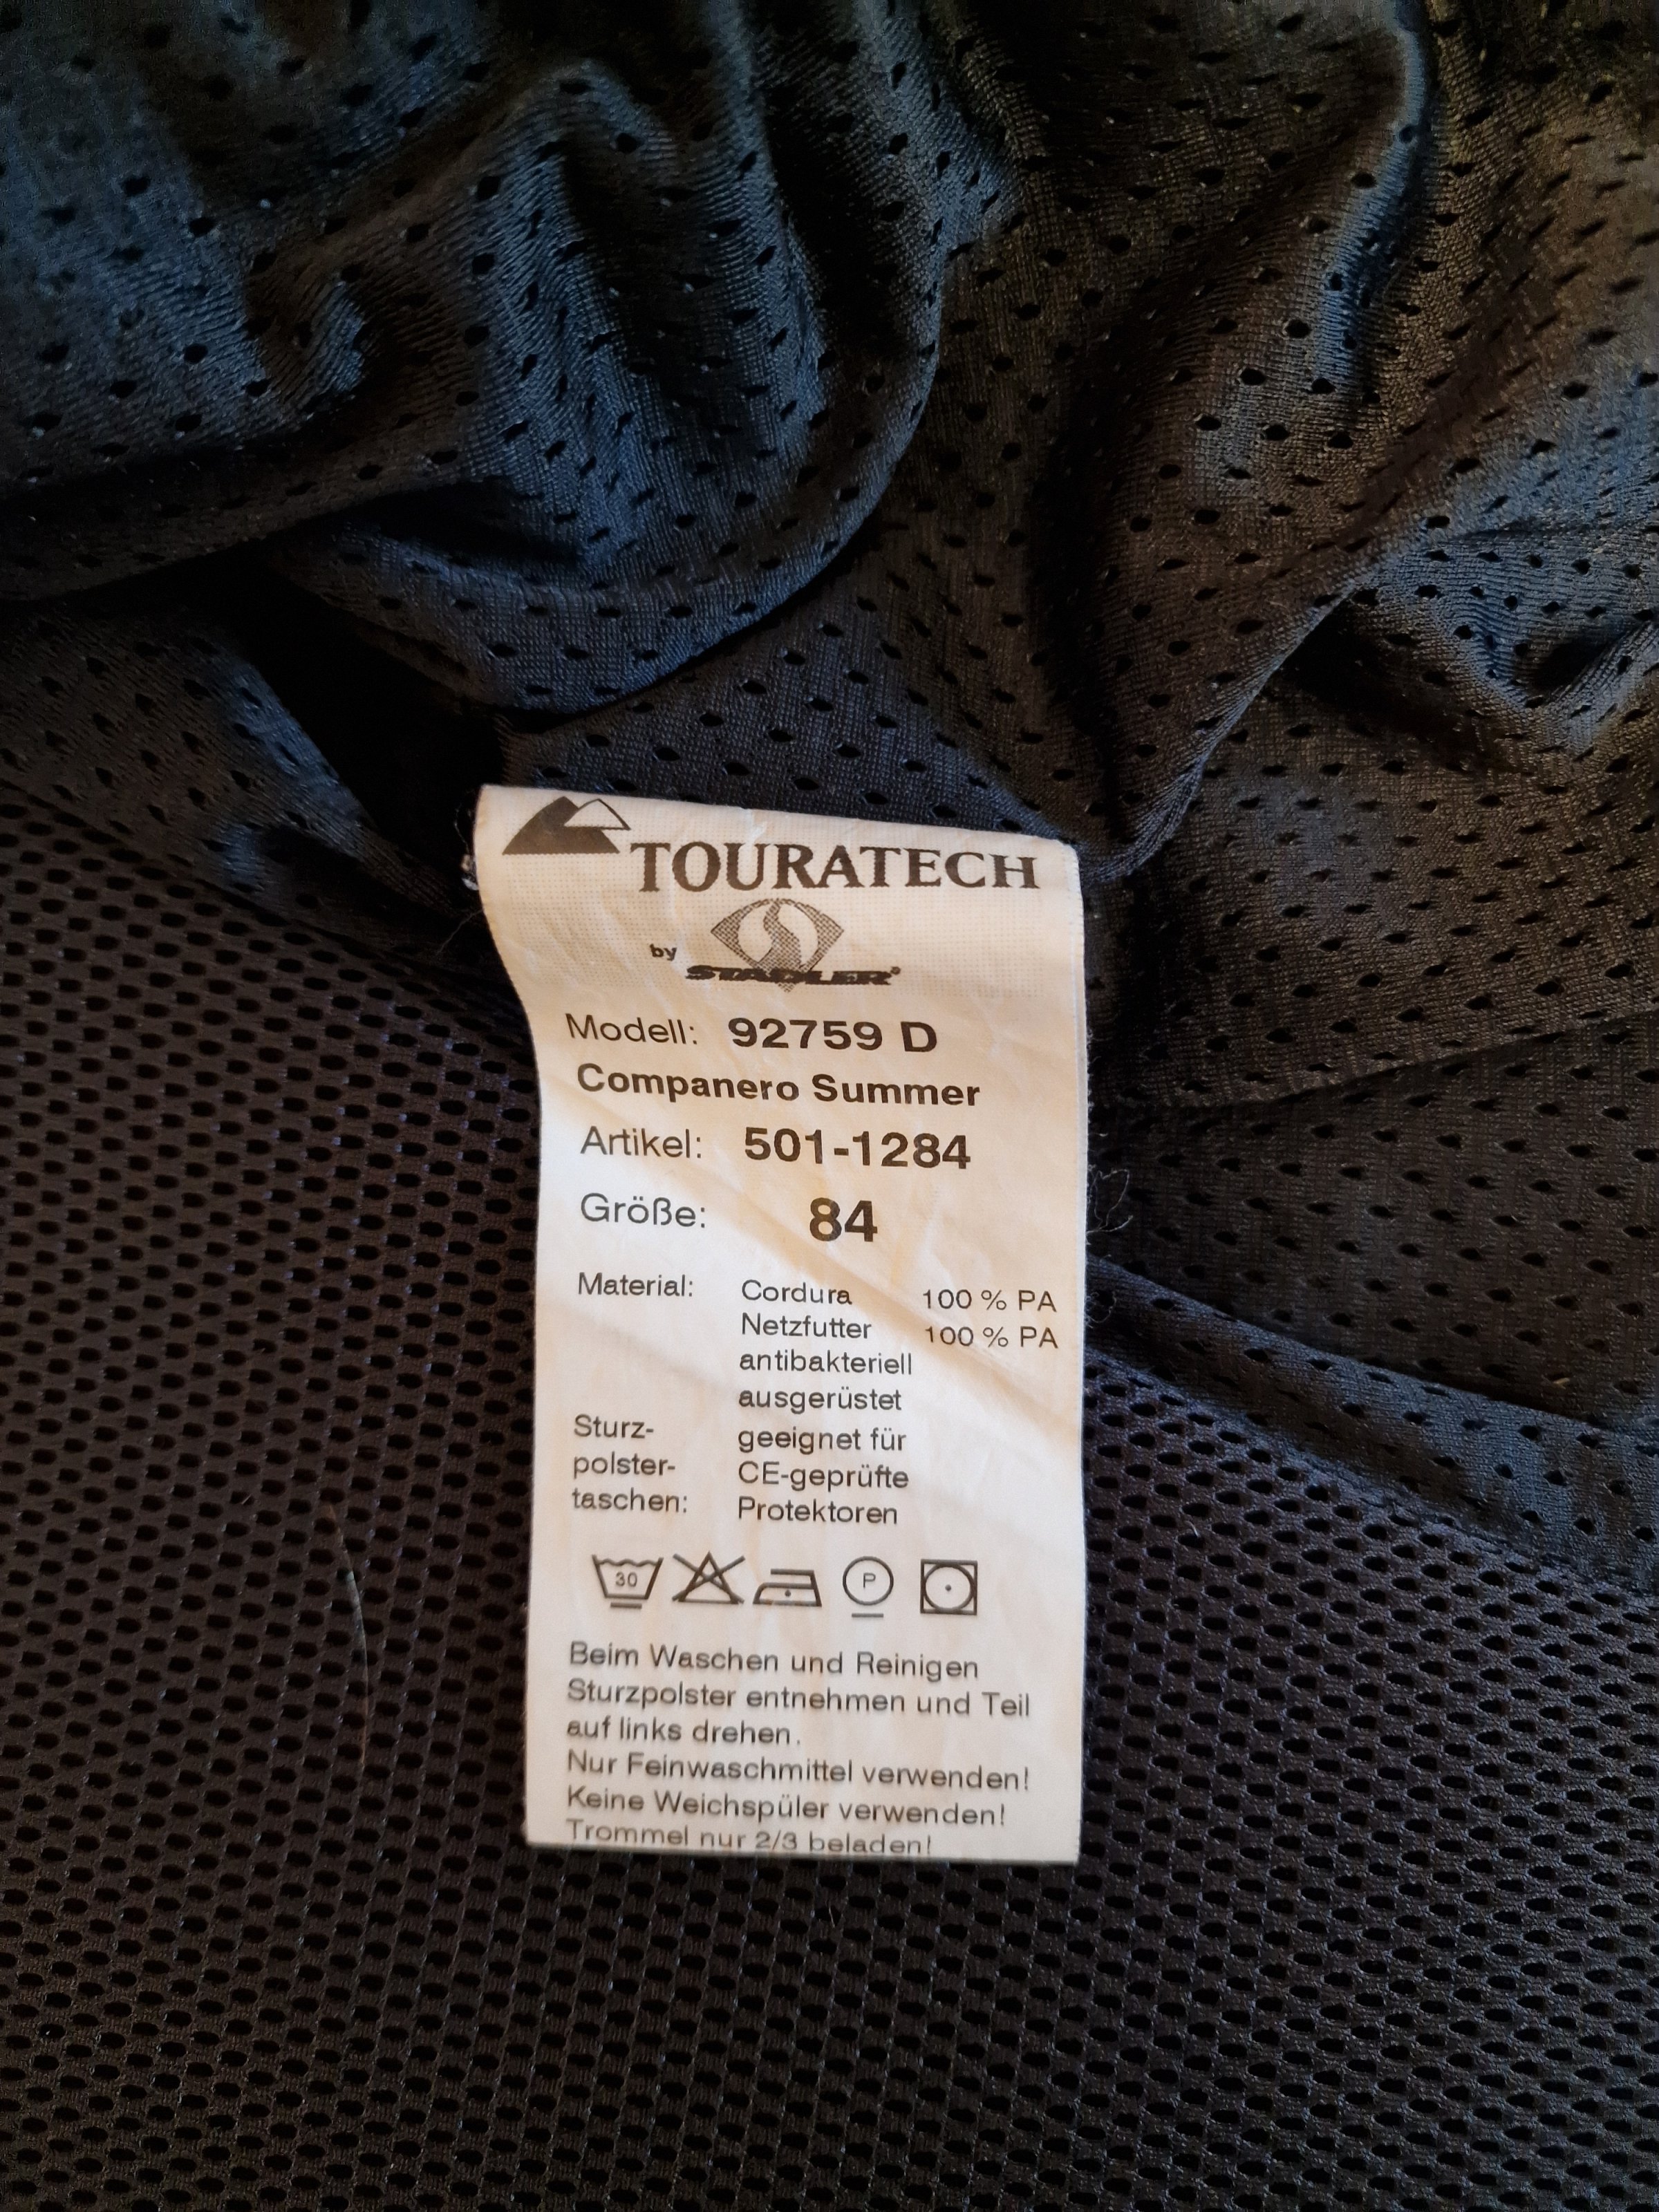 TOURATECH
by STADLER®
Modell: 92759 D
Companero Summer
Artikel: 501-1284
Größe: 84
Material: Cordura 100 % PA
Netzfutter 100 % PA
antibakteriell
ausgerüstet
Sturz- geeignet für
polster- CE-geprüfte
taschen: Protektoren
30 P
Beim Waschen und Reinigen
Sturzpolster entnehmen und Teil
auf links drehen.
Nur Feinwaschmittel verwenden!
Keine Weichspüler verwenden!
Trommel nur 2/3 beladen!